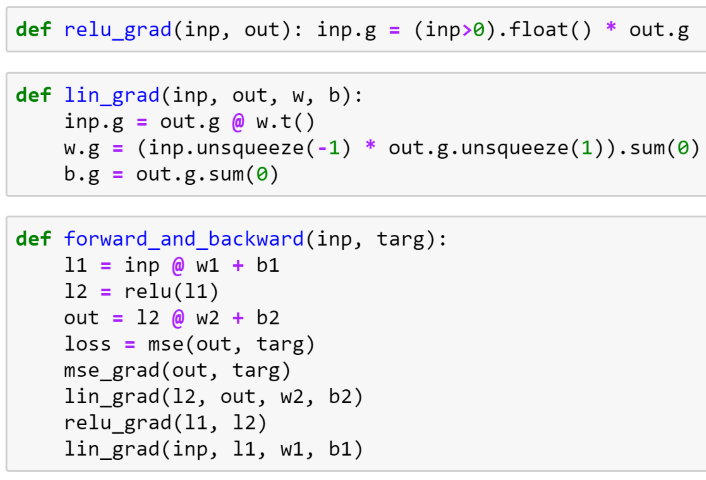 def relu_grad(inp, out): inp.g = (inp>0).float() * out.g
def lin_grad(inp, out, w, b):
    inp.g = out.g @ w.t()
    w.g = (inp.unsqueeze(-1) * out.g.unsqueeze(1)).sum(0)
    b.g = out.g.sum(0)
def forward_and_backward(inp, targ):
    l1 = inp @ w1 + b1
    l2 = relu(l1)
    out = l2 @ w2 + b2
    loss = mse(out, targ)
    mse_grad(out, targ)
    lin_grad(l2, out, w2, b2)
    relu_grad(l1, l2)
    lin_grad(inp, l1, w1, b1)